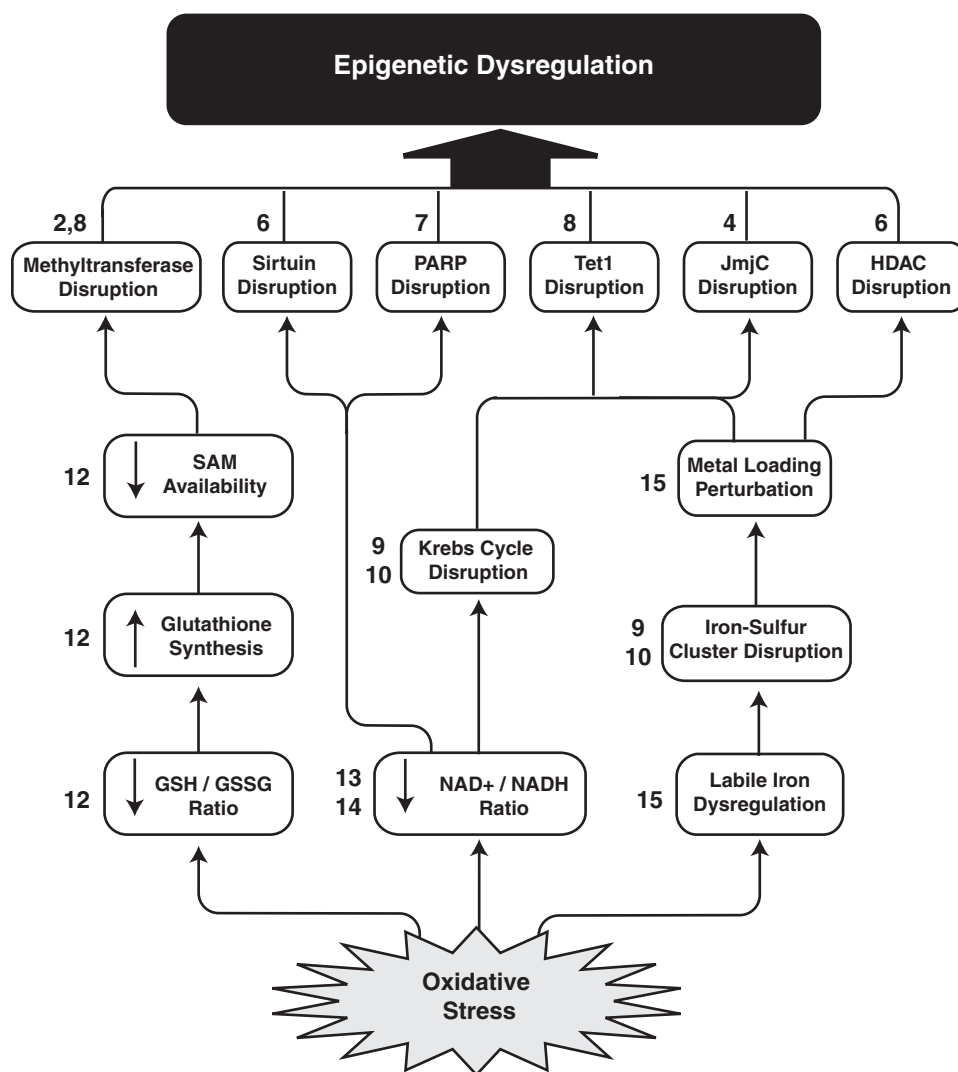 Epigenetic Dysregulation
2,8
6
7
8
4
6
Methyltransferase
Disruption
Sirtuin
Disruption
PARP
Disruption
Tet1
Disruption
JmjC
Disruption
HDAC
Disruption
12
SAM
Availability
15
Metal Loading
Perturbation
9
10
Krebs Cycle
Disruption
12
Glutathione
Synthesis
9
10
Iron-Sulfur
Cluster Disruption
12
GSH / GSSG
Ratio
13
14
NAD+ / NADH
Ratio
15
Labile Iron
Dysregulation
Oxidative
Stress